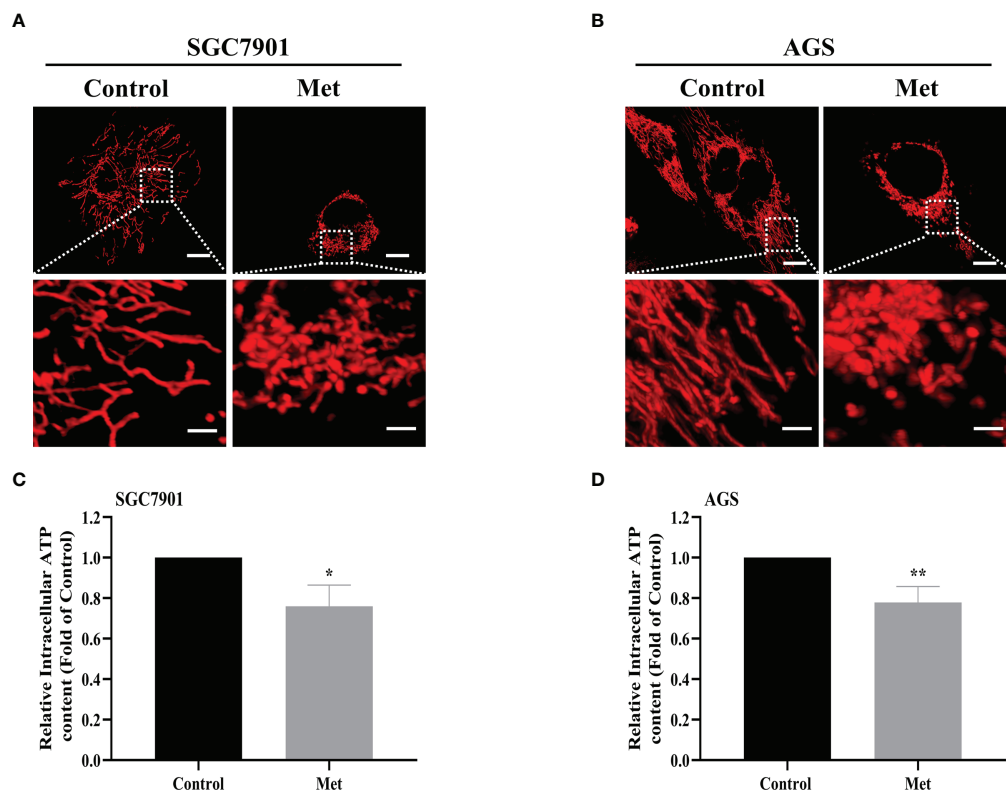 A
SGC7901
Control
Met
B
AGS
Control
Met
C
SGC7901
Relative Intracellular ATP
content (Fold of Control)
1.2
1.0
0.8
0.6
0.4
0.2
0.0
*
Control
Met
D
AGS
Relative Intracellular ATP
content (Fold of Control)
1.2
1.0
0.8
0.6
0.4
0.2
0.0
**
Control
Met